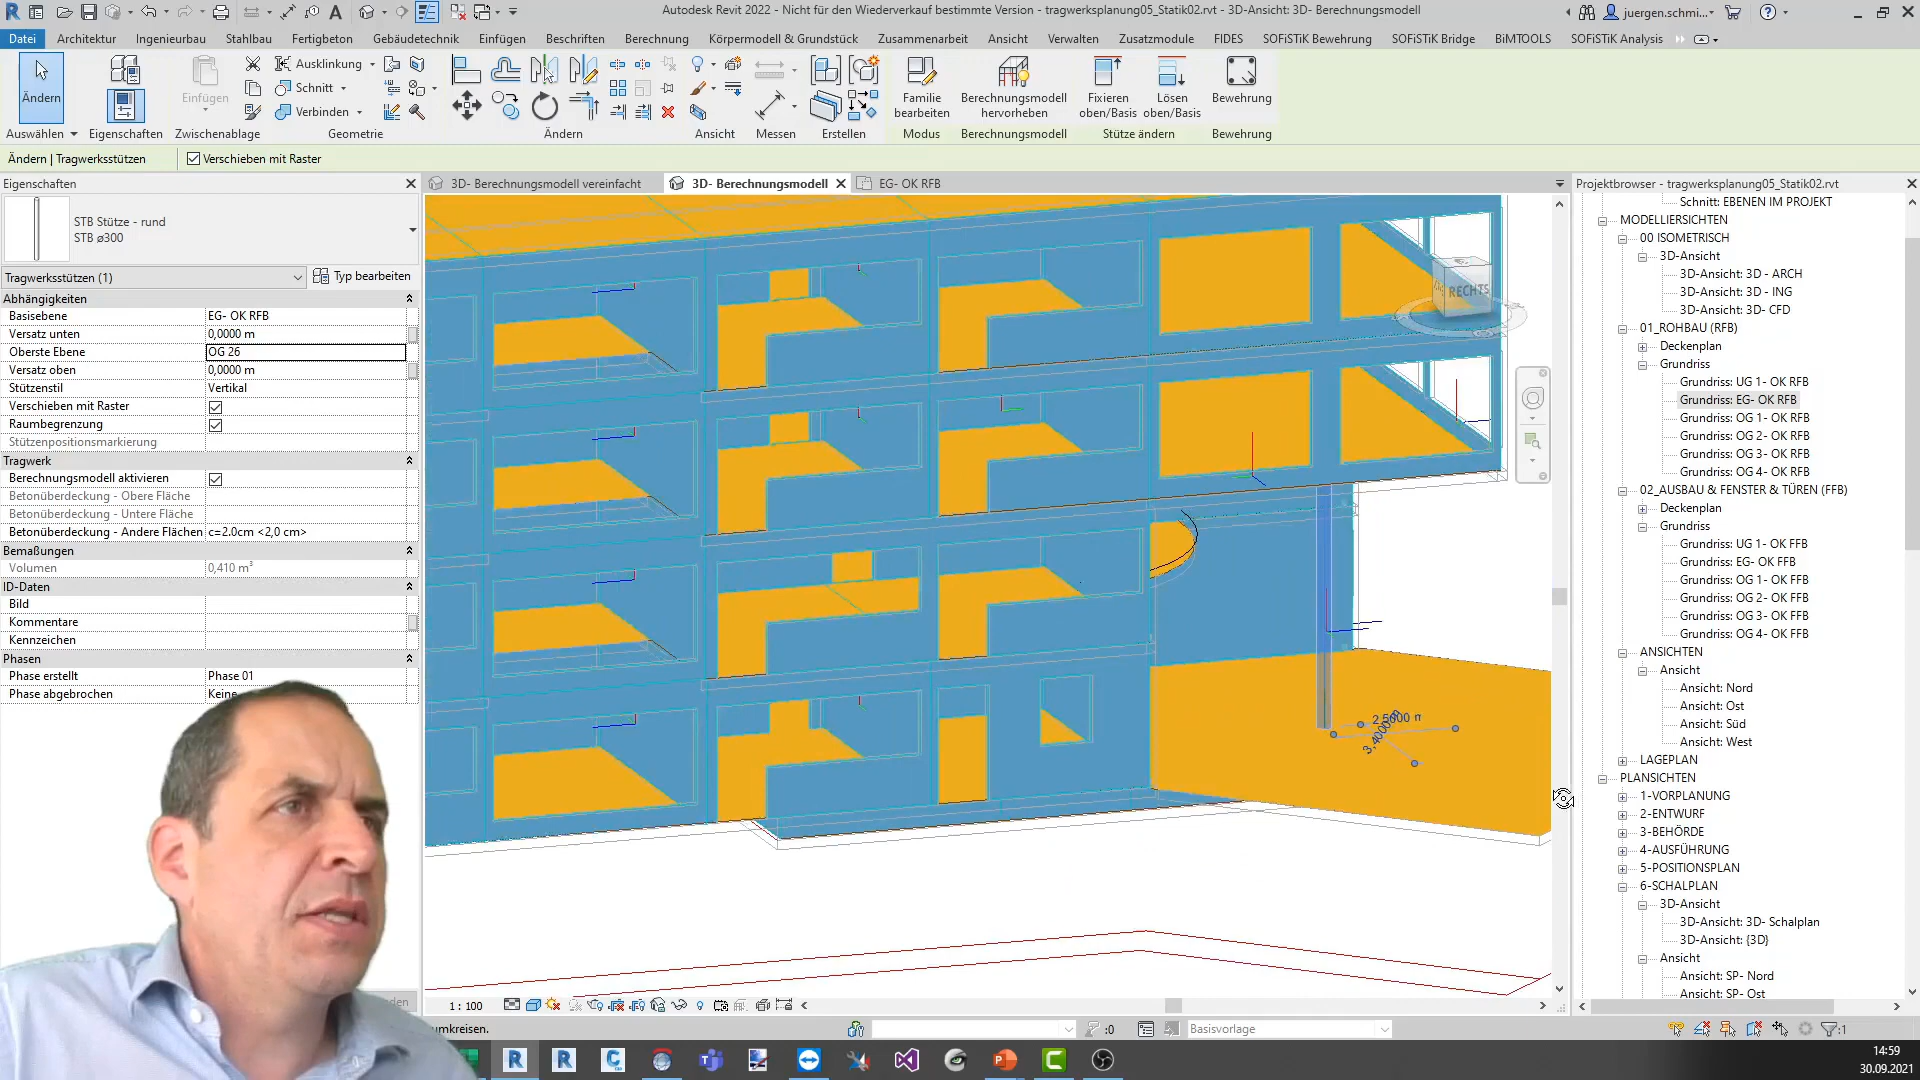 Autodesk Revit 2022 - Nicht für den Wiederverkauf bestimmte Version - tragwerksplanung05_Statik02.rvt - 3D-Ansicht: 3D- Berechnungsmodell
juergen.schmi...
Datei Architektur Ingenieurbau Stahlbau Fertigbeton Gebäudetechnik Einfügen Beschriften Berechnung Körpermodell & Grundstück Zusammenarbeit Ansicht Verwalten Zusatzmodule FIDES SOFiSTiK Bewehrung SOFiSTiK Bridge BiMTOOLS SOFiSTiK Analysis
Ausklinkung
Schnitt
Verbinden
Ändern
Einfügen
Familie bearbeiten
Berechnungsmodell hervorheben
Fixieren oben/Basis
Lösen oben/Basis
Bewehrung
Auswählen Eigenschaften Zwischenablage Geometrie Ändern Ansicht Messen Erstellen Modus Berechnungsmodell Stütze ändern Bewehrung
Ändern | Tragwerksstützen Verschieben mit Raster
Eigenschaften
STB Stütze - rund
STB ø300
Tragwerksstützen (1) Typ bearbeiten
Abhängigkeiten
Basisebene EG- OK RFB
Versatz unten 0,0000 m
Oberste Ebene OG 26
Versatz oben 0,0000 m
Stützenstil Vertikal
Verschieben mit Raster
Raumbegrenzung
Stützenpositionsmarkierung
Tragwerk
Berechnungsmodell aktivieren
Betonüberdeckung - Obere Fläche
Betonüberdeckung - Untere Fläche
Betonüberdeckung - Andere Flächen c=2.0cm <2,0 cm>
Bemaßungen
Volumen 0,410 m³
ID-Daten
Bild
Kommentare
Kennzeichen
Phasen
Phase erstellt Phase 01
Phase abgebrochen Keine
3D- Berechnungsmodell vereinfacht 3D- Berechnungsmodell EG- OK RFB
RECHTS
2,5000 m
3,4000 m
1 : 100
Projektbrowser - tragwerksplanung05_Statik02.rvt
Schnitt: EBENEN IM PROJEKT
MODELLIERSICHTEN
00 ISOMETRISCH
3D-Ansicht
3D-Ansicht: 3D - ARCH
3D-Ansicht: 3D - ING
3D-Ansicht: 3D- CFD
01_ROHBAU (RFB)
Deckenplan
Grundriss
Grundriss: UG 1- OK RFB
Grundriss: EG- OK RFB
Grundriss: OG 1- OK RFB
Grundriss: OG 2- OK RFB
Grundriss: OG 3- OK RFB
Grundriss: OG 4- OK RFB
02_AUSBAU & FENSTER & TÜREN (FFB)
Deckenplan
Grundriss
Grundriss: UG 1- OK FFB
Grundriss: EG- OK FFB
Grundriss: OG 1- OK FFB
Grundriss: OG 2- OK FFB
Grundriss: OG 3- OK FFB
Grundriss: OG 4- OK FFB
ANSICHTEN
Ansicht
Ansicht: Nord
Ansicht: Ost
Ansicht: Süd
Ansicht: West
LAGEPLAN
PLANSICHTEN
1-VORPLANUNG
2-ENTWURF
3-BEHÖRDE
4-AUSFÜHRUNG
5-POSITIONSPLAN
6-SCHALPLAN
3D-Ansicht
3D-Ansicht: 3D- Schalplan
3D-Ansicht: {3D}
Ansicht
Ansicht: SP- Nord
Ansicht: SP- Ost
umkreisen.
:0
Basisvorlage
:1
14:59
30.09.2021